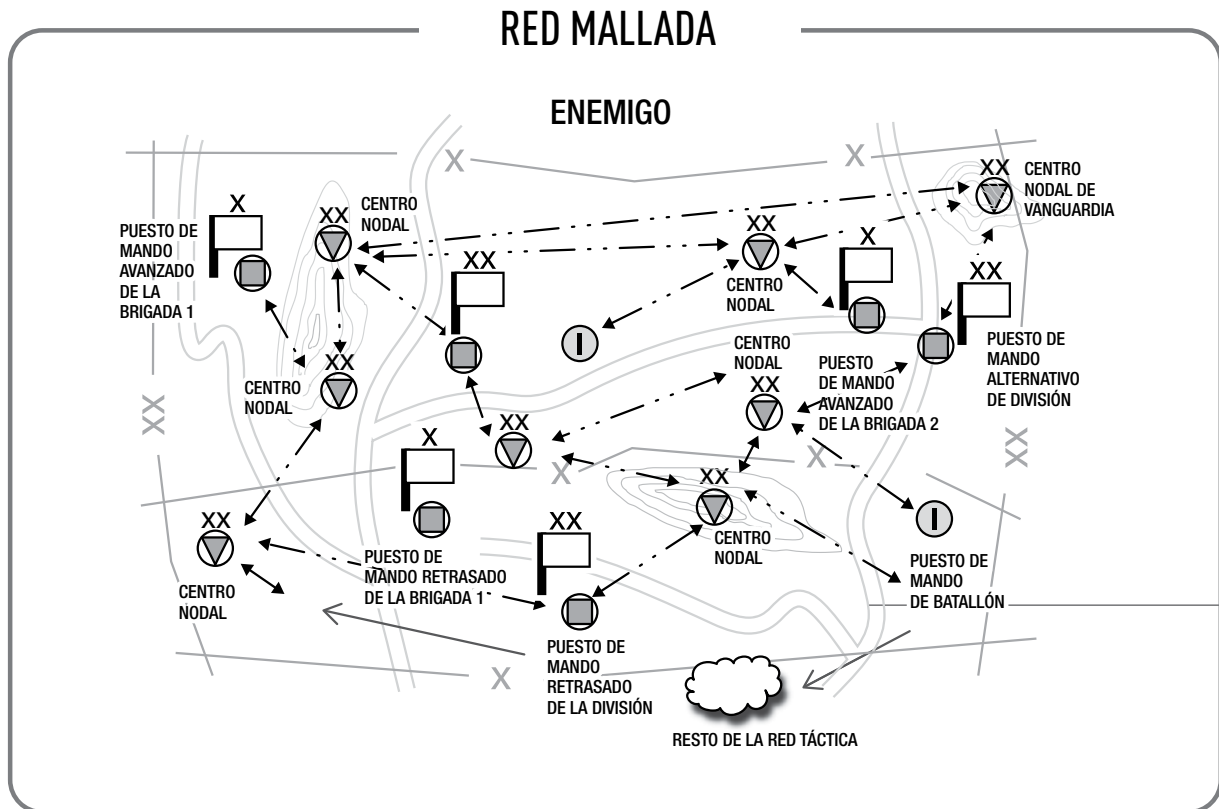 RED MALLADA
ENEMIGO
X
X
X
PUESTO DE
MANDO
AVANZADO
DE LA
BRIGADA 1
XX
CENTRO
NODAL
XX
XX
CENTRO
NODAL
X
XX
CENTRO
NODAL DE
VANGUARDIA
XX
PUESTO DE
MANDO
ALTERNATIVO
DE DIVISIÓN
I
XX
CENTRO
NODAL
CENTRO
NODAL
XX
PUESTO
DE MANDO
AVANZADO
DE LA BRIGADA 2
XX
XX
XX
X
X
X
PUESTO DE
MANDO RETRASADO
DE LA BRIGADA 1
XX
CENTRO
NODAL
XX
CENTRO
NODAL
I
PUESTO DE
MANDO
DE BATALLÓN
XX
PUESTO DE
MANDO
RETRASADO
DE LA DIVISIÓN
X
RESTO DE LA RED TÁCTICA